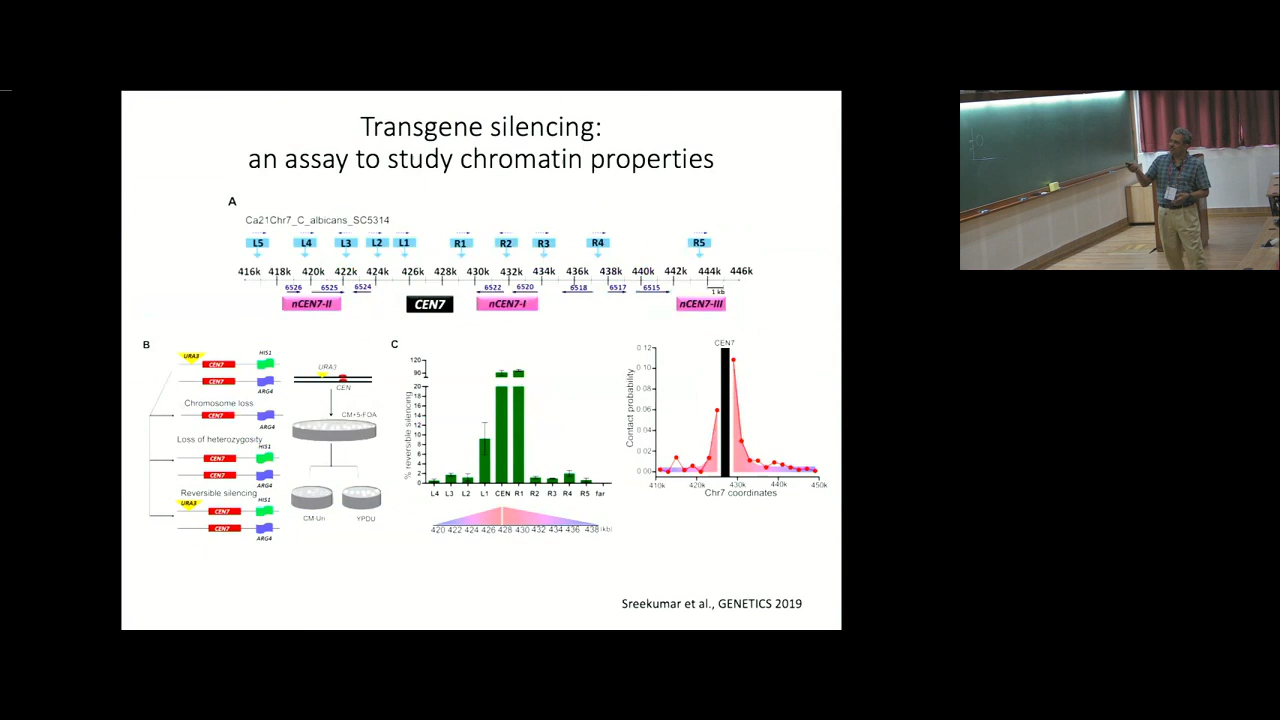 Transgene silencing:
an assay to study chromatin properties
A
Ca21Chr7_C_albicans_SC5314
L5 L4 L3 L2 L1 R1 R2 R3 R4 R5
416k 418k 420k 422k 424k 426k 428k 430k 432k 434k 436k 438k 440k 442k 444k 446k
6526 6525 6524 6522 6520 6518 6517 6515 1 kb
nCEN7-II CEN7 nCEN7-I nCEN7-III
B
URA3 HIS1
CEN7
CEN7
ARG4
Chromosome loss
CEN7
ARG4
Loss of heterozygosity
HIS1
CEN7
CEN7
ARG4
Reversible silencing
URA3 HIS1
CEN7
CEN7
ARG4
URA3
CEN
CM+5-FOA
CM-Uri YPDU
C
% reversible silencing
120
90
20
18
16
14
12
10
8
6
4
2
0
L4 L3 L2 L1 CEN R1 R2 R3 R4 R5 far
420 422 424 426 428 430 432 434 436 438
CEN7
Contact probability
0.12
0.10
0.08
0.06
0.04
0.02
0.00
410k 420k 430k 440k 450k
Chr7 coordinates
Sreekumar et al., GENETICS 2019